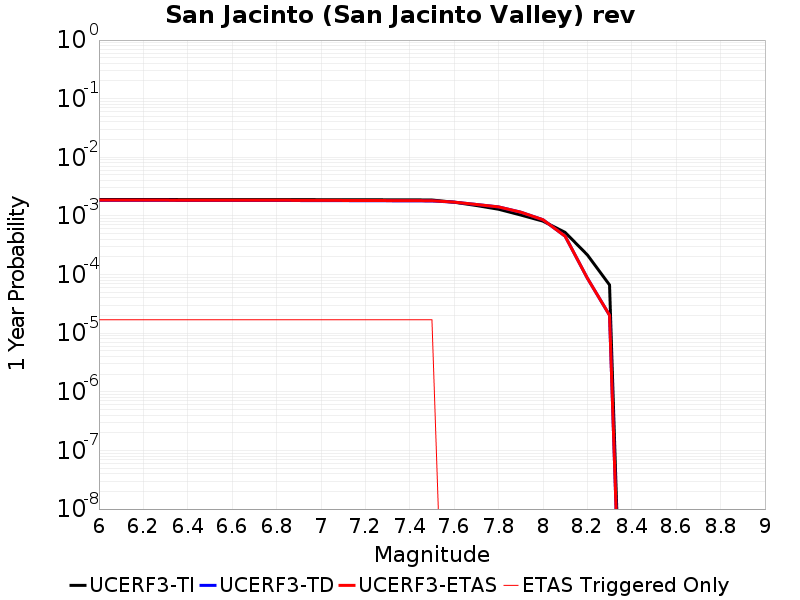 San Jacinto (San Jacinto Valley) rev
10^0
10^-1
10^-2
10^-3
10^-4
10^-5
10^-6
10^-7
10^-8
1 Year Probability
6 6.2 6.4 6.6 6.8 7 7.2 7.4 7.6 7.8 8 8.2 8.4 8.6 8.8 9
Magnitude
UCERF3-TI UCERF3-TD UCERF3-ETAS ETAS Triggered Only